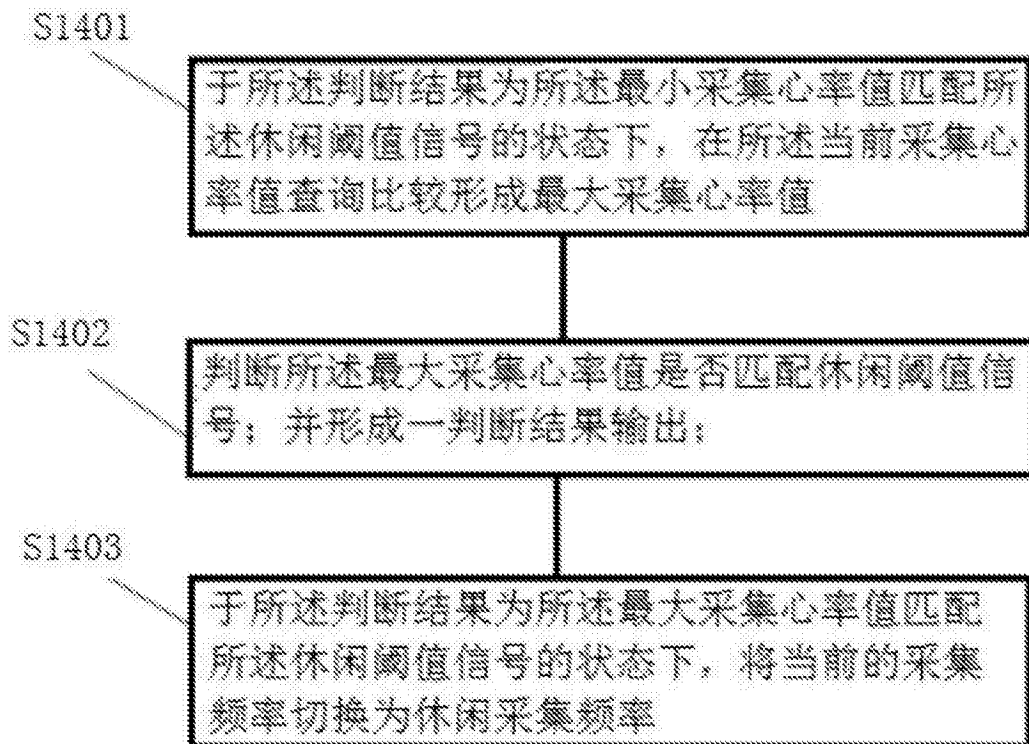 S1401
于所述判断结果为所述最小采集心率值匹配所
述休闲阈值信号的状态下，在所述当前采集心
率值查询比较形成最大采集心率值
S1402
判断所述最大采集心率值是否匹配休闲阈值信
号；并形成一判断结果输出；
S1403
于所述判断结果为所述最大采集心率值匹配
所述休闲阈值信号的状态下，将当前的采集
频率切换为休闲采集频率